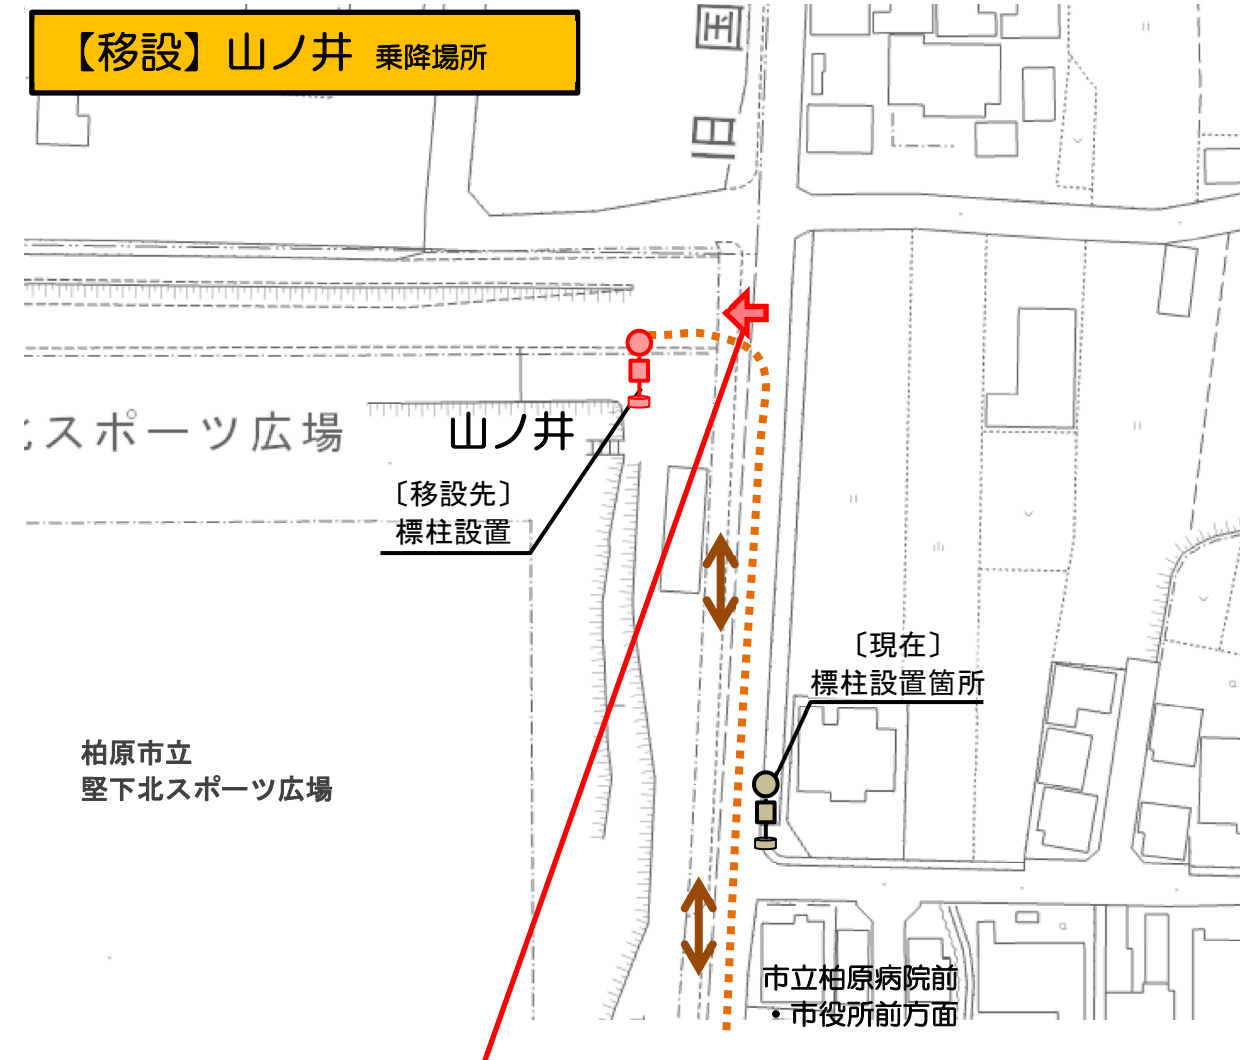 【移設】山ノ井 乗降場所
国
旧
北スポーツ広場
山ノ井
〔移設先〕
標柱設置
〔現在〕
標柱設置箇所
柏原市立
堅下北スポーツ広場
市立柏原病院前
・市役所前方面